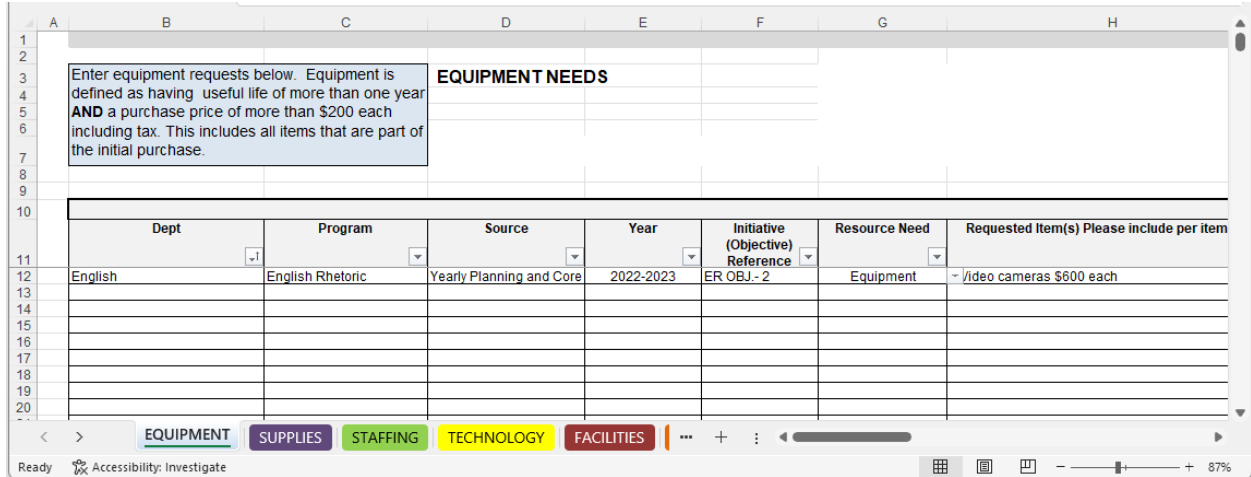 A B C D E F G H
1
2
3 Enter equipment requests below. Equipment is EQUIPMENT NEEDS
4 defined as having useful life of more than one year
5 AND a purchase price of more than $200 each
6 including tax. This includes all items that are part of
7 the initial purchase.
8
9
10
Dept Program Source Year Initiative Resource Need Requested Item(s) Please include per item
(Objective)
11 Reference
12 English English Rhetoric Yearly Planning and Core 2022-2023 ER OBJ.- 2 Equipment cameras $600 each
13
14
15
16
17
18
19
20
EQUIPMENT SUPPLIES STAFFING TECHNOLOGY FACILITIES
Ready Accessibility: Investigate 87%